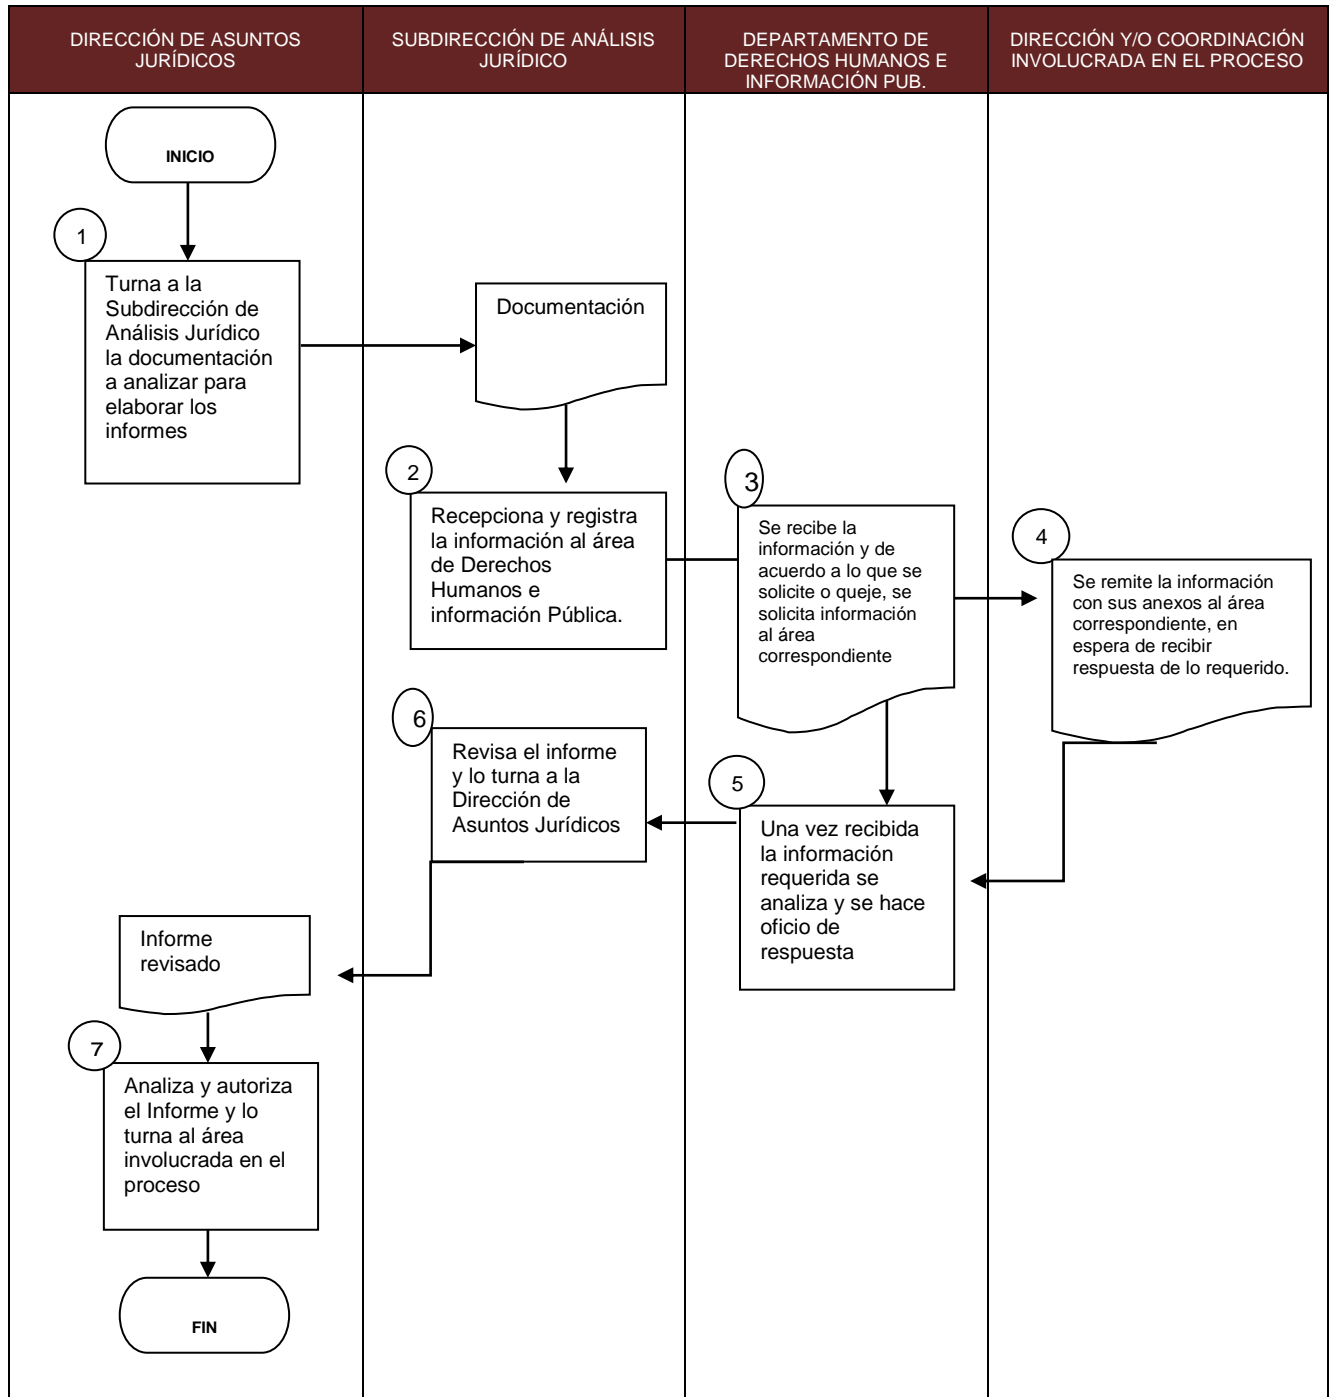 DIRECCIÓN DE ASUNTOS
JURÍDICOS
SUBDIRECCIÓN DE ANÁLISIS
JURÍDICO
DEPARTAMENTO DE
DERECHOS HUMANOS E
INFORMACIÓN PUB.
DIRECCIÓN Y/O COORDINACIÓN
INVOLUCRADA EN EL PROCESO
INICIO
1
Turna a la
Subdirección de
Análisis Jurídico
la documentación
a analizar para
elaborar los
informes
Documentación
2
Recepciona y registra
la información al área
de Derechos
Humanos e
información Pública.
3
Se recibe la
información y de
acuerdo a lo que se
solicite o queje, se
solicita información
al área
correspondiente
4
Se remite la información
con sus anexos al área
correspondiente, en
espera de recibir
respuesta de lo requerido.
5
Una vez recibida
la información
requerida se
analiza y se hace
oficio de
respuesta
6
Revisa el informe
y lo turna a la
Dirección de
Asuntos Jurídicos
Informe
revisado
7
Analiza y autoriza
el Informe y lo
turna al área
involucrada en el
proceso
FIN